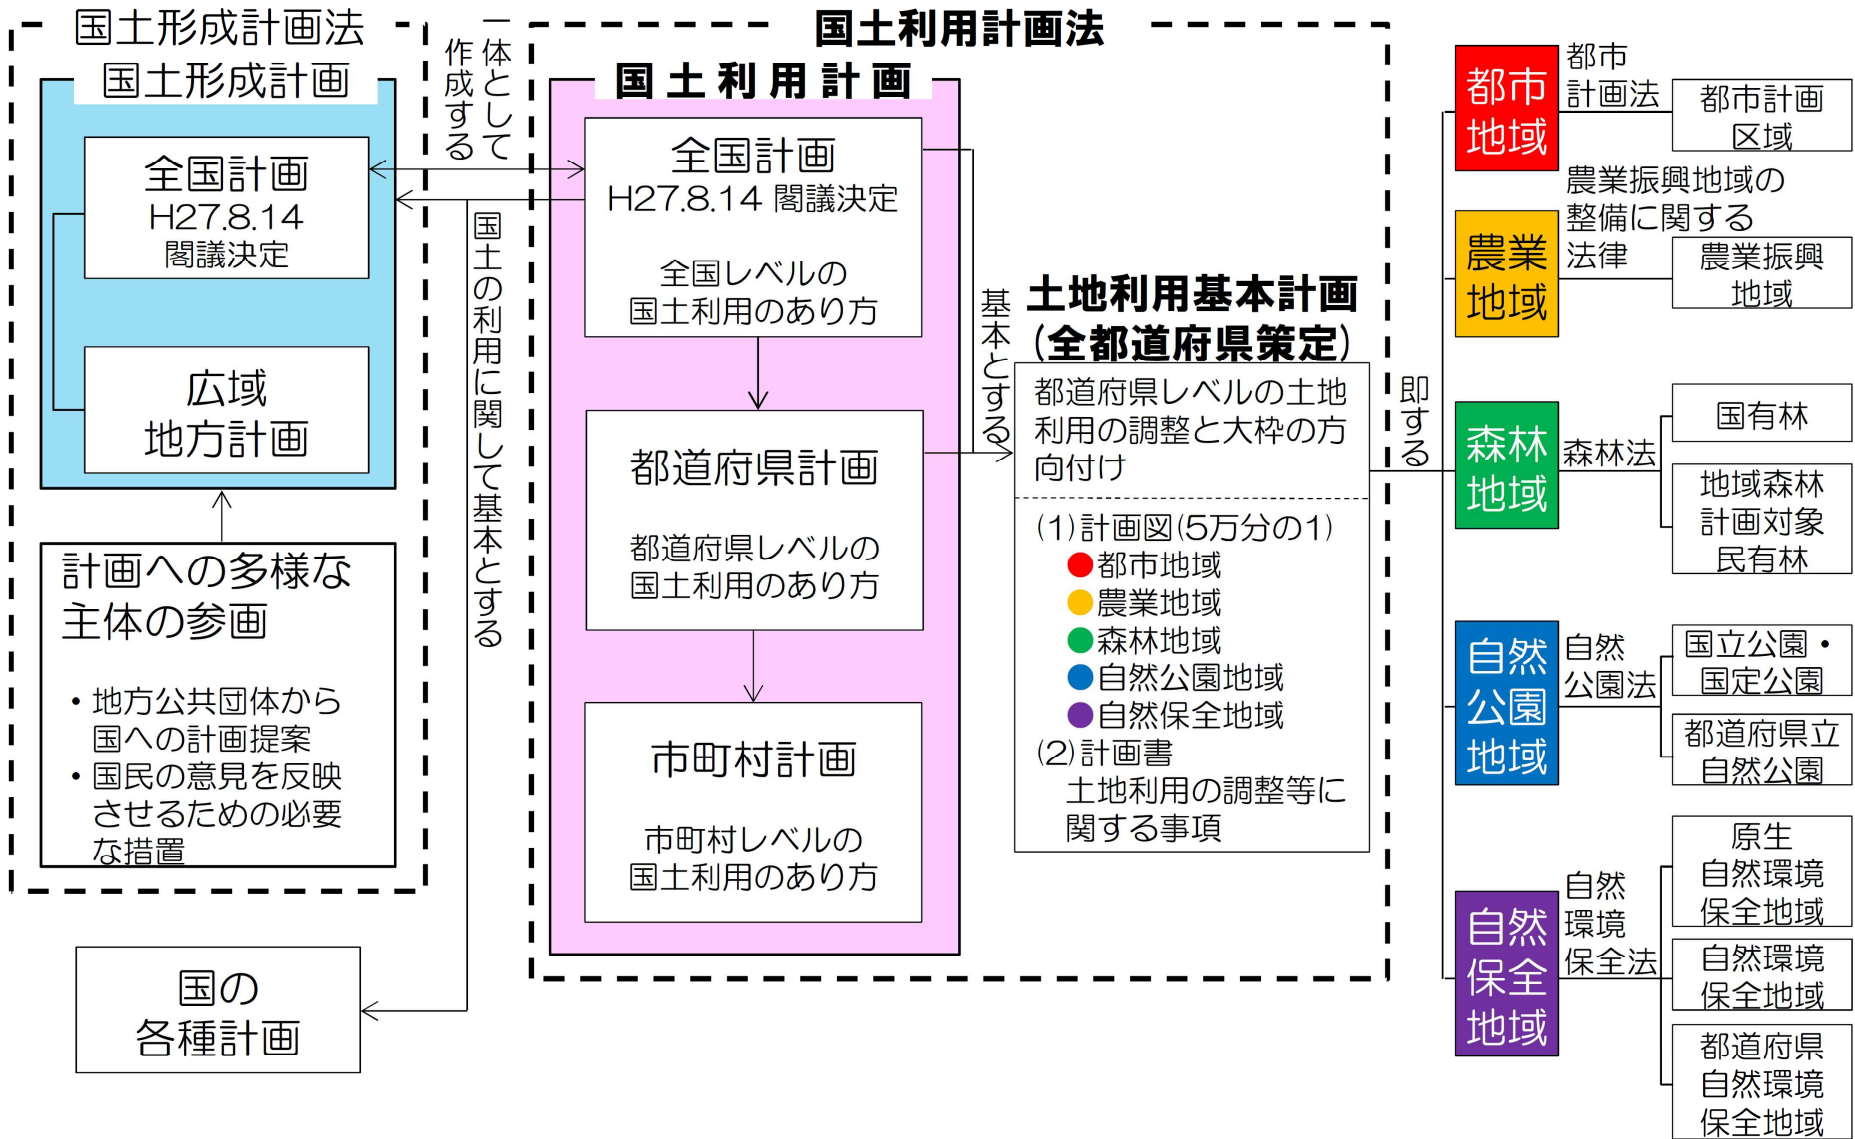 国土形成計画法
国土形成計画
全国計画
H27.8.14
閣議決定
広域
地方計画
計画への多様な
主体の参画
・地方公共団体から
国への計画提案
・国民の意見を反映
させるための必要
な措置
国の
各種計画
一体として
作成する
国土の利用に関して基本とする
国土利用計画法
国土利用計画
全国計画
H27.8.14 閣議決定
全国レベルの
国土利用のあり方
都道府県計画
都道府県レベルの
国土利用のあり方
市町村計画
市町村レベルの
国土利用のあり方
基本とする
土地利用基本計画
(全都道府県策定)
都道府県レベルの土地
利用の調整と大枠の方
向付け
(1)計画図(5万分の1)
●都市地域
●農業地域
●森林地域
●自然公園地域
●自然保全地域
(2)計画書
土地利用の調整等に
関する事項
即する
都市
地域
都市
計画法
都市計画
区域
農業
地域
農業振興地域の
整備に関する
法律
農業振興
地域
森林
地域
森林法
国有林
地域森林
計画対象
民有林
自然
公園
地域
自然
公園法
国立公園・
国定公園
都道府県立
自然公園
自然
保全
地域
自然
環境
保全法
原生
自然環境
保全地域
自然環境
保全地域
都道府県
自然環境
保全地域